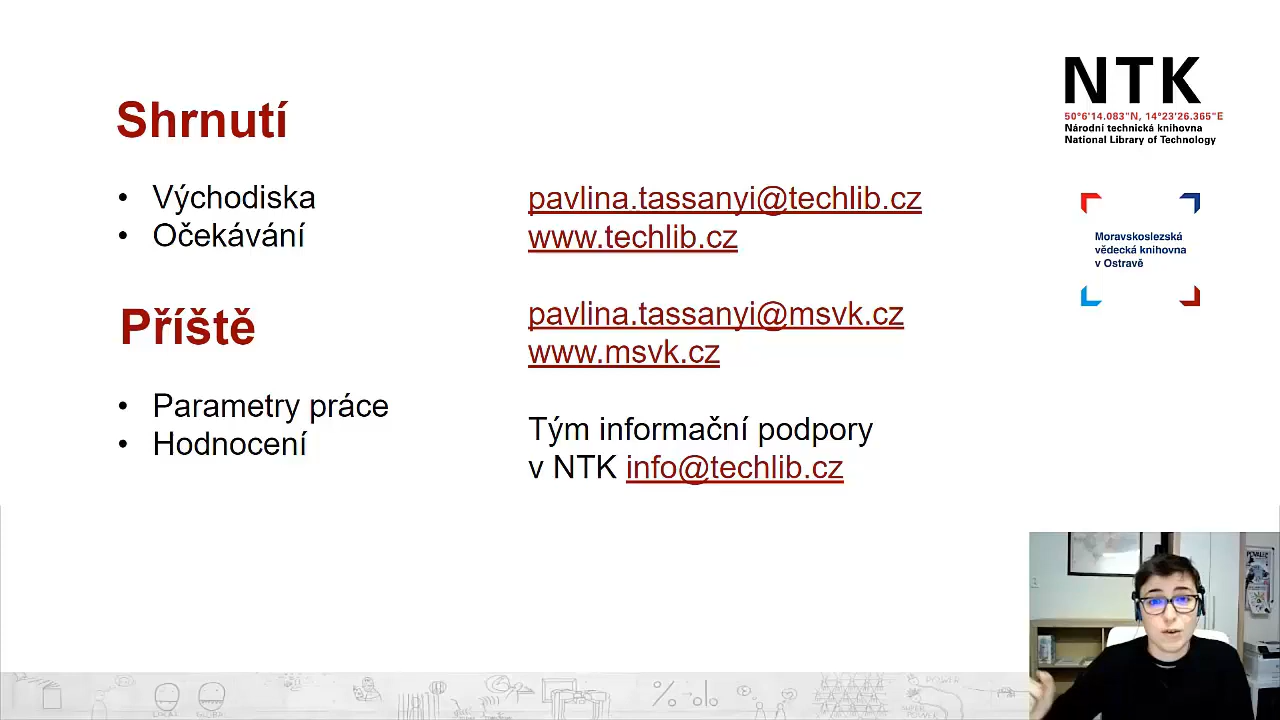 Shrnutí
• Východiska
• Očekávání
Příště
• Parametry práce
• Hodnocení
pavlina.tassanyi@techlib.cz
www.techlib.cz
pavlina.tassanyi@msvk.cz
www.msvk.cz
Tým informační podpory
v NTK info@techlib.cz
NTK
50°6'14.083"N, 14°23'26.365"E
Národní technická knihovna
National Library of Technology
Moravskoslezská
vědecká knihovna
v Ostravě